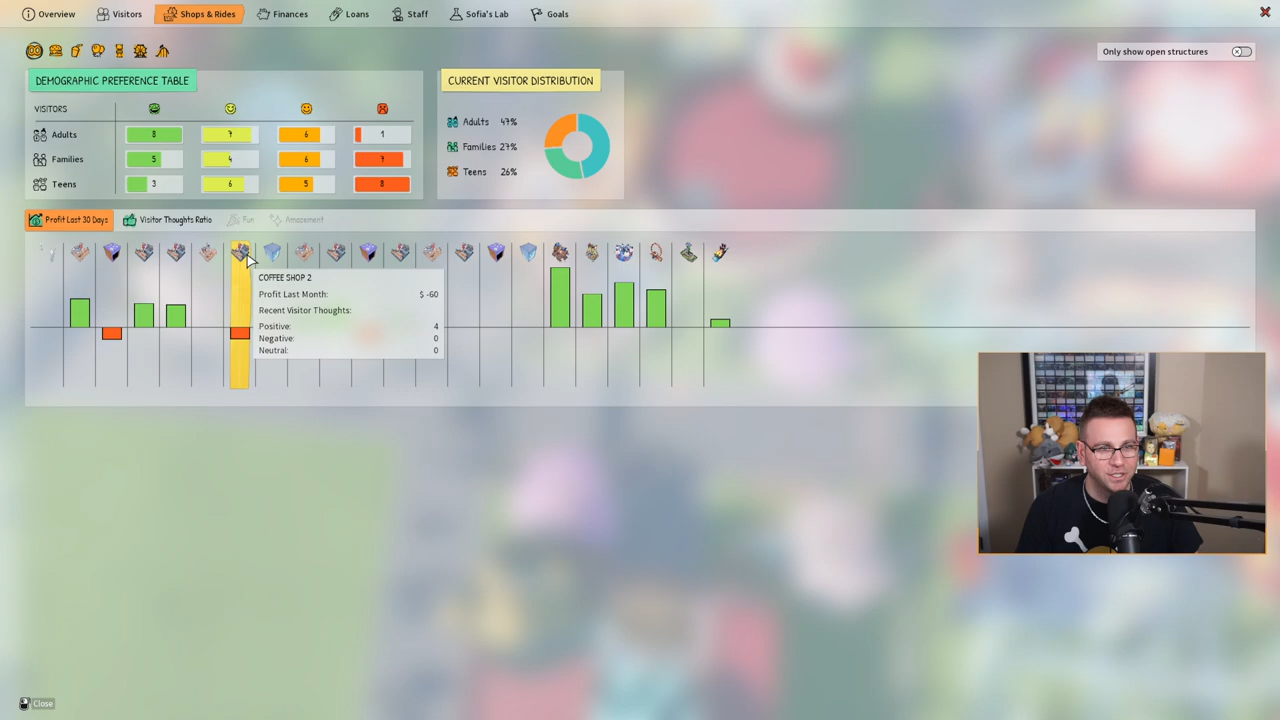 Overview
Visitors
Shops & Rides
Finances
Loans
Staff
Sofia's Lab
Goals
Only show open structures
DEMOGRAPHIC PREFERENCE TABLE
VISITORS
Adults 8 7 6 1
Families 5 4 6 7
Teens 3 6 5 8
CURRENT VISITOR DISTRIBUTION
Adults 47%
Families 27%
Teens 26%
Profit Last 30 Days
Visitor Thoughts Ratio
Fun
Amazement
COFFEE SHOP 2
Profit Last Month: $ -60
Recent Visitor Thoughts:
Positive: 4
Negative: 0
Neutral: 0
Close